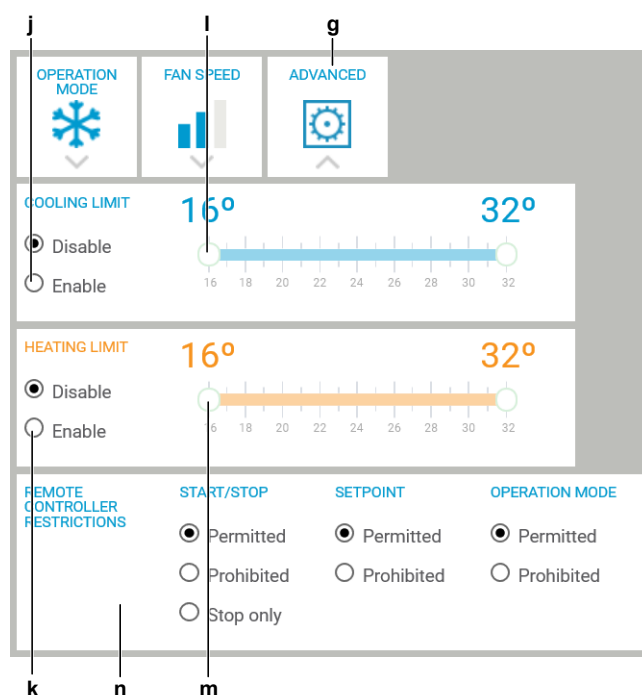 j l g
OPERATION MODE
FAN SPEED
ADVANCED
COOLING LIMIT
16º 32º
Disable
Enable
16 18 20 22 24 26 28 30 32
HEATING LIMIT
16º 32º
Disable
Enable
16 18 20 22 24 26 28 30 32
REMOTE
CONTROLLER
RESTRICTIONS
START/STOP
Permitted
Prohibited
Stop only
SETPOINT
Permitted
Prohibited
OPERATION MODE
Permitted
Prohibited
k n m